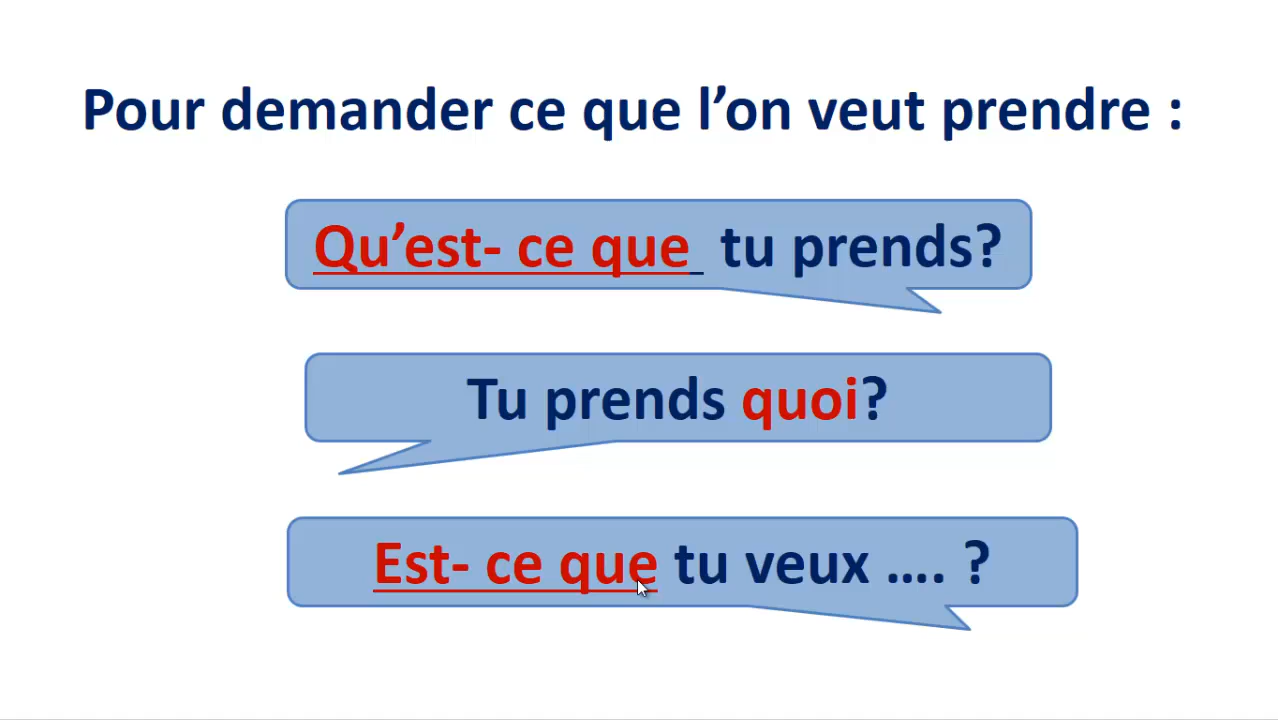 Pour demander ce que l’on veut prendre :
Qu’est- ce que tu prends?
Tu prends quoi?
Est- ce que tu veux .... ?